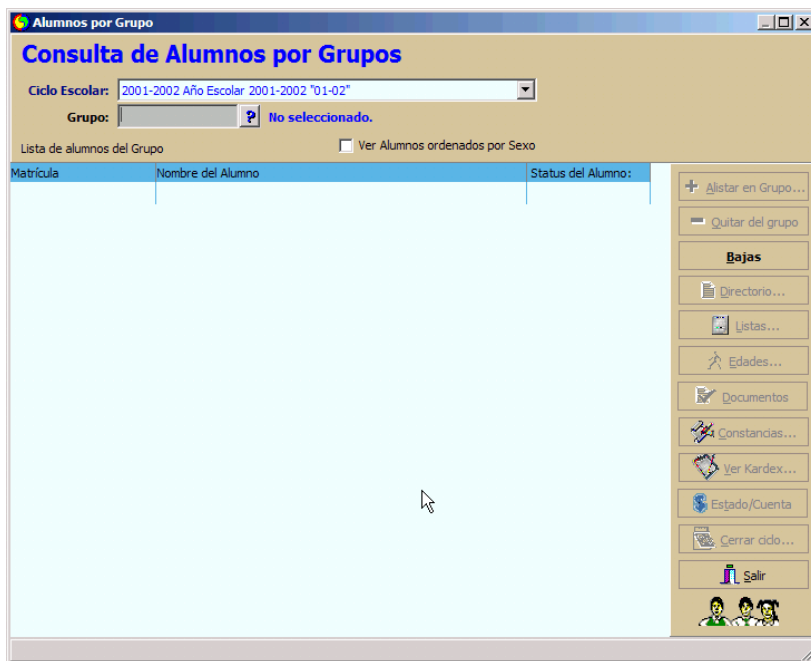 Alumnos por Grupo
Consulta de Alumnos por Grupos
Ciclo Escolar: 2001-2002 Año Escolar 2001-2002 "01-02"
Grupo: ? No seleccionado.
Lista de alumnos del Grupo Ver Alumnos ordenados por Sexo
Matrícula Nombre del Alumno Status del Alumno:
Alistar en Grupo...
Quitar del grupo
Bajas
Directorio...
Listas...
Edades...
Documentos
Constancias...
Ver Kardex...
Estado/Cuenta
Cerrar ciclo...
Salir